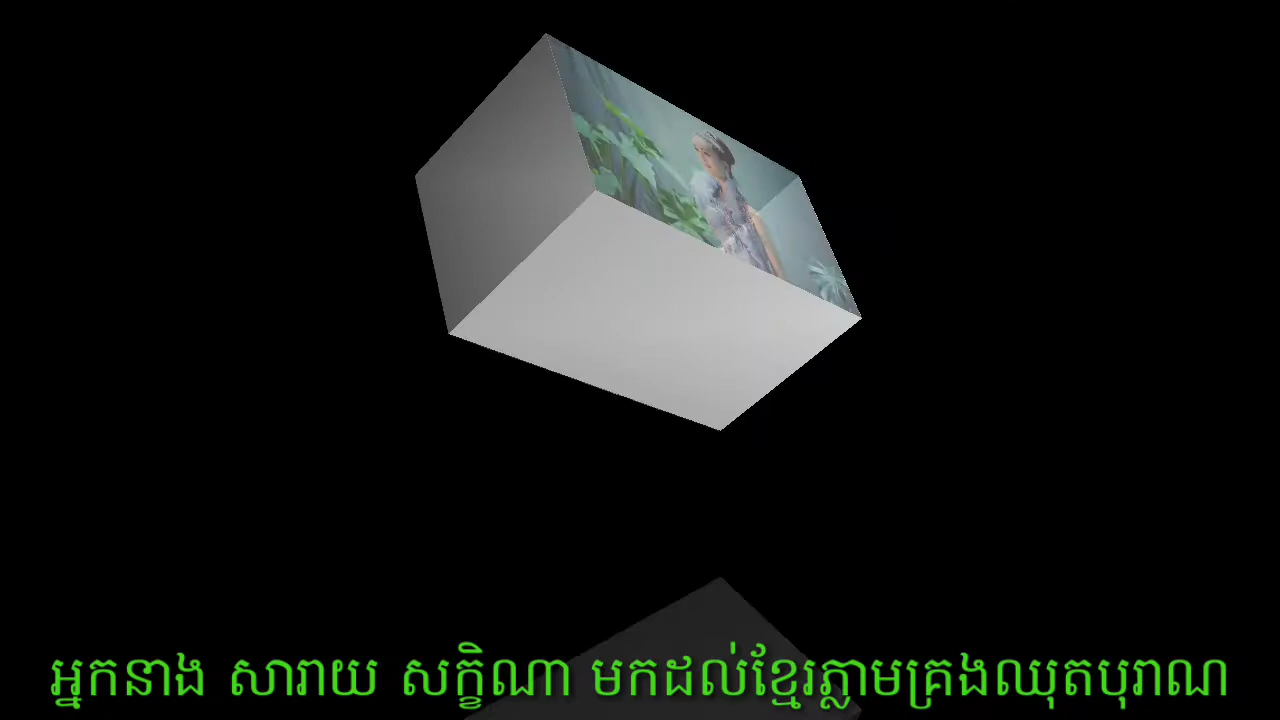 អ្នកនាង សារាយ សក្ខិណា មកដល់ខ្មែរភ្លាមគ្រងឈុតបុរាណ